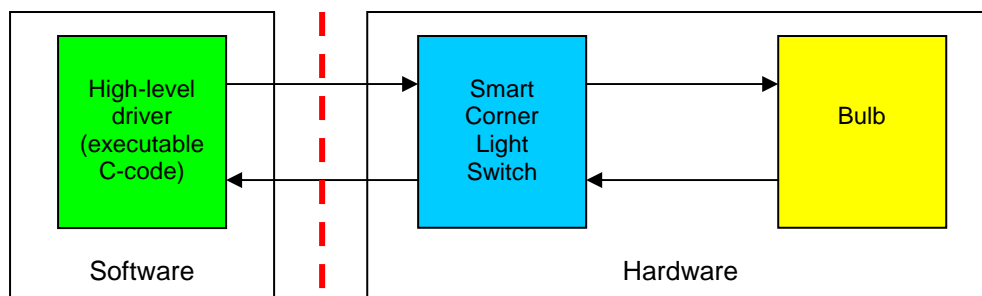 High-level
driver
(executable
C-code)
Smart
Corner
Light
Switch
Bulb
Software
Hardware